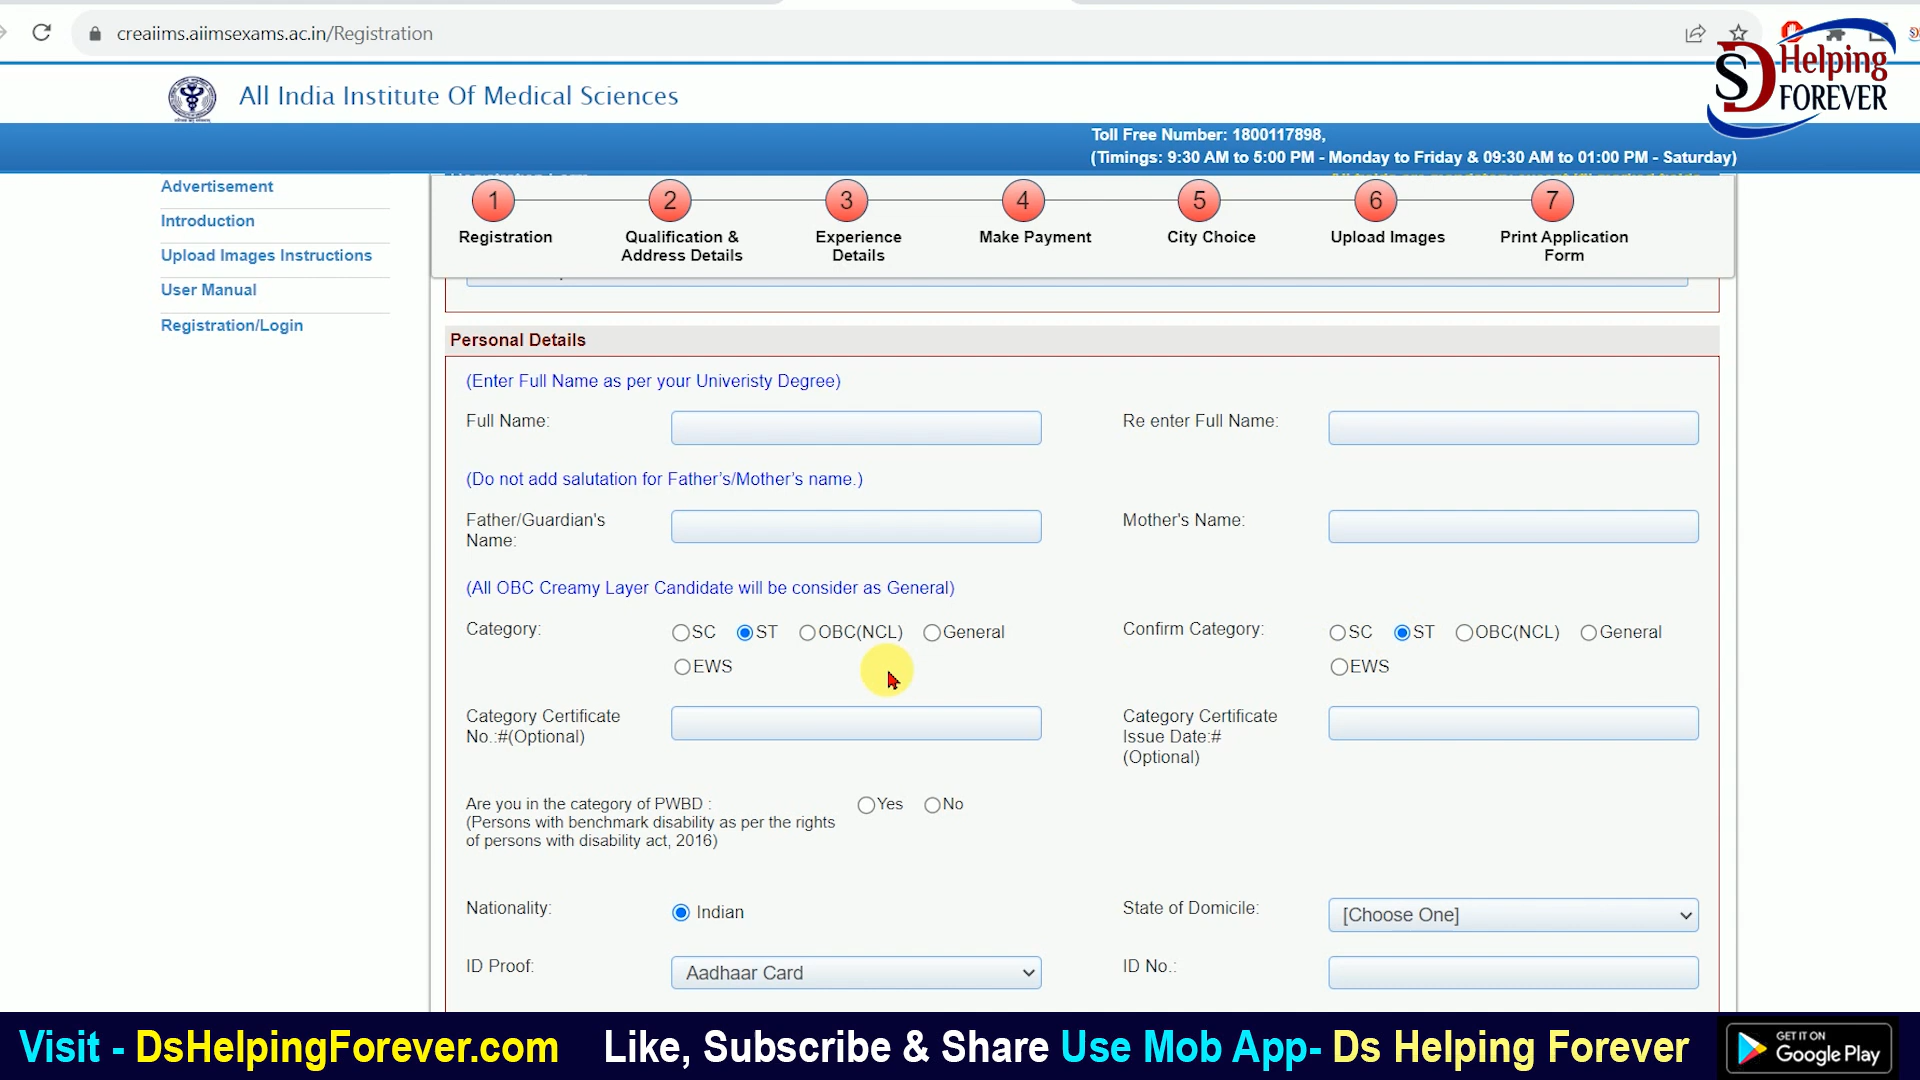 creaiims.aiimsexams.ac.in/Registration
SD Helping
FOREVER
All India Institute Of Medical Sciences
Toll Free Number: 1800117898,
(Timings: 9:30 AM to 5:00 PM - Monday to Friday & 09:30 AM to 01:00 PM - Saturday)
Advertisement
Introduction
Upload Images Instructions
User Manual
Registration/Login
1 2 3 4 5 6 7
Registration
Qualification &
Address Details
Experience
Details
Make Payment
City Choice
Upload Images
Print Application
Form
Personal Details
(Enter Full Name as per your Univeristy Degree)
Full Name:
Re enter Full Name:
(Do not add salutation for Father's/Mother's name.)
Father/Guardian's
Name:
Mother's Name:
(All OBC Creamy Layer Candidate will be consider as General)
Category:
SC ST OBC(NCL) General
EWS
Confirm Category:
SC ST OBC(NCL) General
EWS
Category Certificate
No.:#(Optional)
Category Certificate
Issue Date:#
(Optional)
Are you in the category of PWBD :
(Persons with benchmark disability as per the rights
of persons with disability act, 2016)
Yes No
Nationality:
Indian
State of Domicile:
[Choose One]
ID Proof:
Aadhaar Card
ID No.:
Visit - DsHelpingForever.com Like, Subscribe & Share Use Mob App- Ds Helping Forever
GET IT ON
Google Play